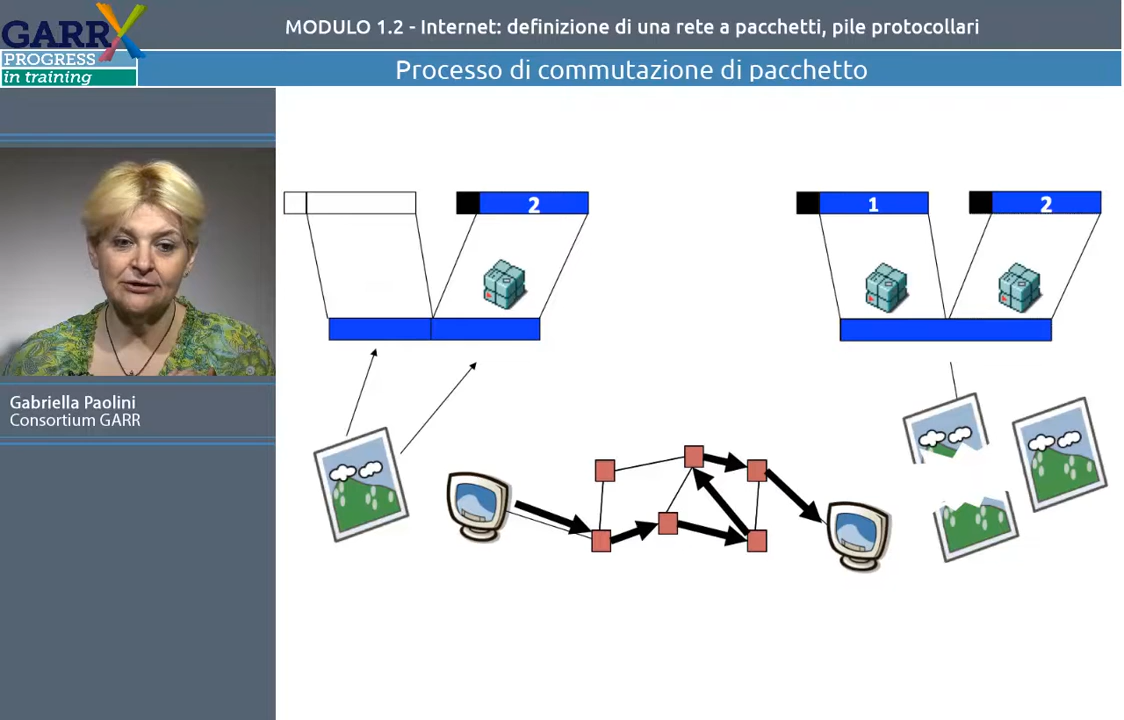 GARR
PROGRESS
in training
MODULO 1.2 - Internet: definizione di una rete a pacchetti, pile protocollari
Processo di commutazione di pacchetto
2
1
2
Gabriella Paolini
Consortium GARR